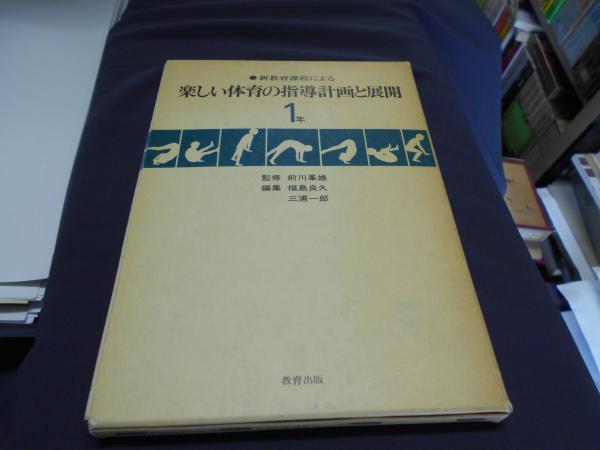 ●新教育課程による
楽しい体育の指導計画と展開
1年
監修 前川峯雄
編集 福島良久
三浦一郎
教育出版